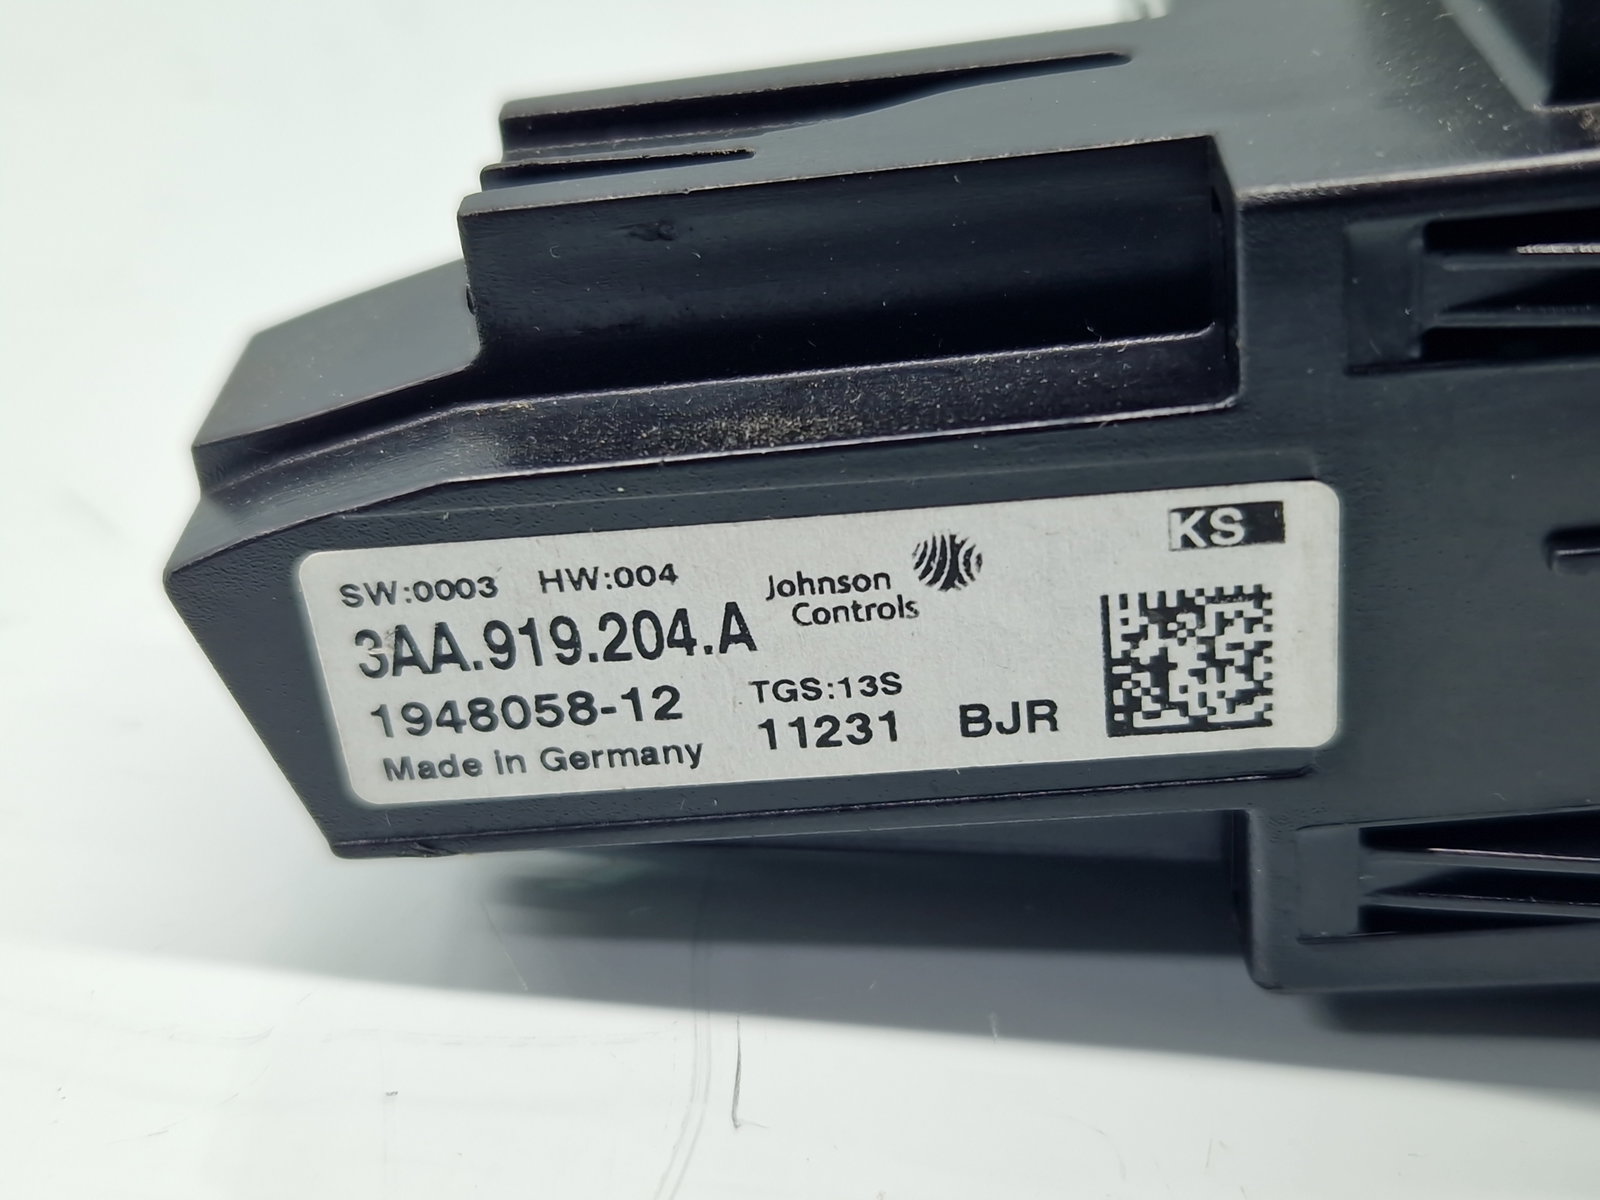 SW:0003 HW:004
3AA.919.204.A
1948058-12
Made in Germany
Johnson
Controls
TGS:13S
11231 BJR
KS